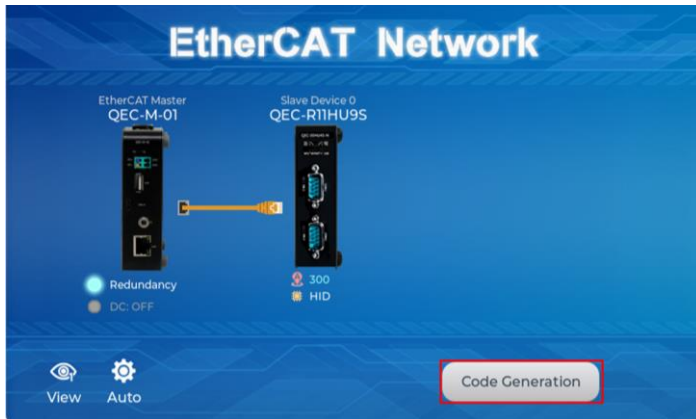 EtherCAT Network
EtherCAT Master
QEC-M-01
Slave Device 0
QEC-R11HU9S
Redundancy
DC: OFF
300
HID
View
Auto
Code Generation